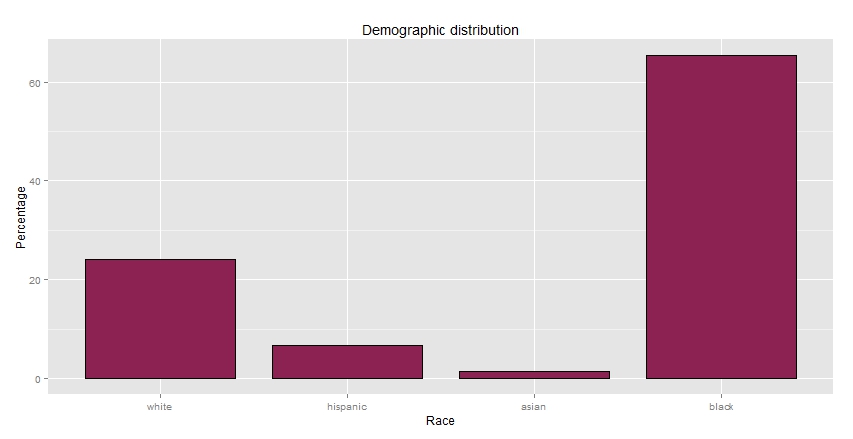 Demographic distribution
Percentage
60
40
20
0
white hispanic asian black
Race